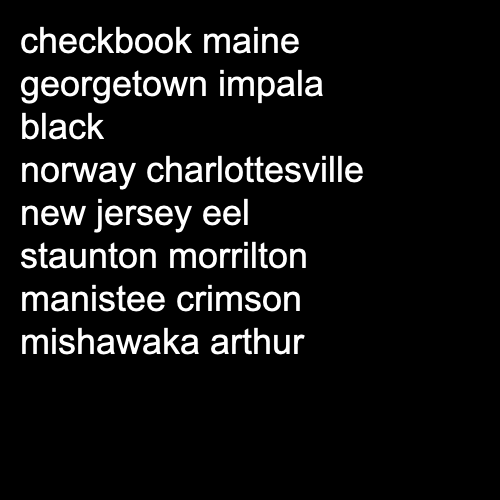 checkbook maine
georgetown impala
black
norway charlottesville
new jersey eel
staunton morrilton
manistee crimson
mishawaka arthur